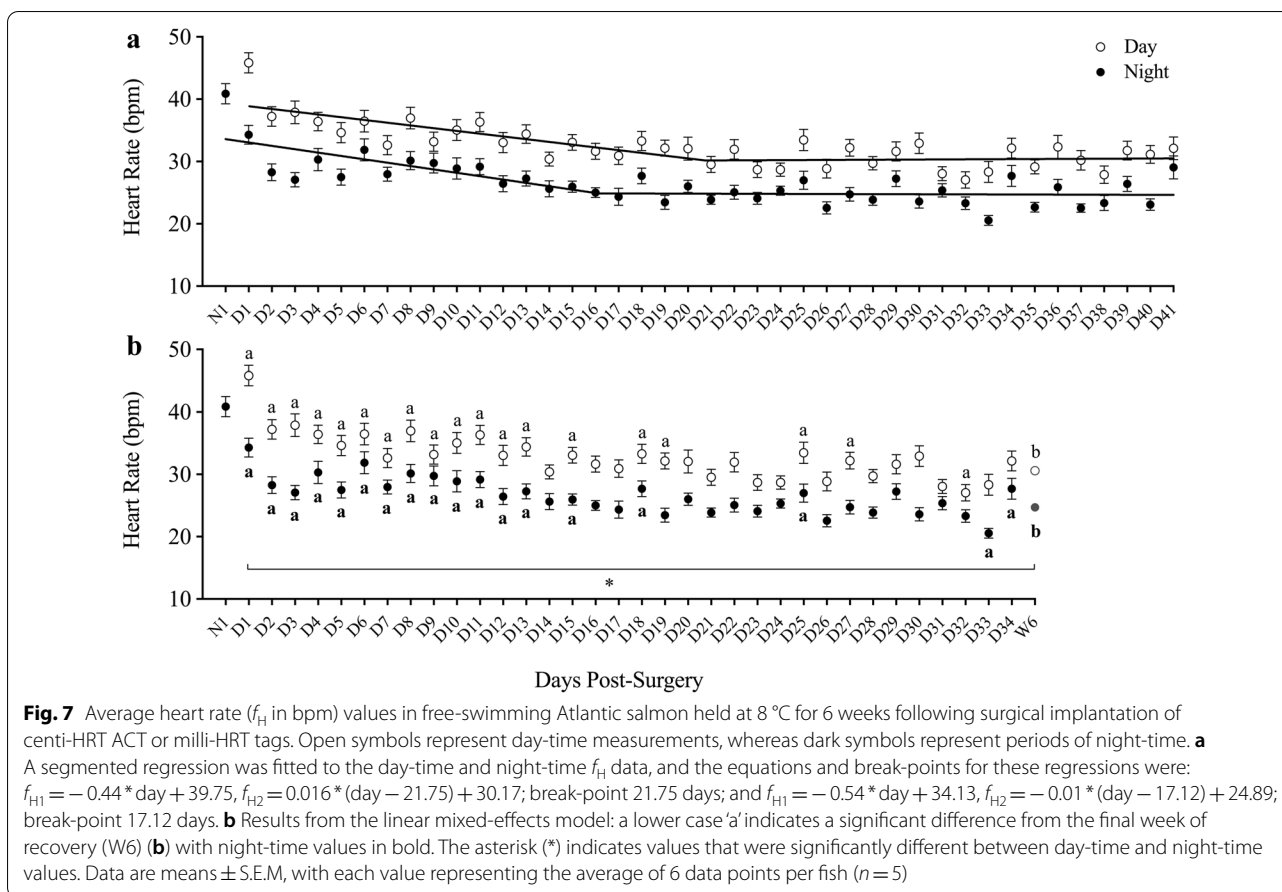 a
50
40
30
20
10
Heart Rate (bpm)
Day
Night
N1 D1 D2 D3 D4 D5 D6 D7 D8 D9 D10 D11 D12 D13 D14 D15 D16 D17 D18 D19 D20 D21 D22 D23 D24 D25 D26 D27 D28 D29 D30 D31 D32 D33 D34 D35 D36 D37 D38 D39 D40 D41
b
50
40
30
20
10
Heart Rate (bpm)
a a a a a a a a a a a a a a a a a a a b
a a a a a a a a a a a a a a a a a a b
*
N1 D1 D2 D3 D4 D5 D6 D7 D8 D9 D10 D11 D12 D13 D14 D15 D16 D17 D18 D19 D20 D21 D22 D23 D24 D25 D26 D27 D28 D29 D30 D31 D32 D33 D34 W6
Days Post-Surgery
Fig. 7 Average heart rate (fH in bpm) values in free-swimming Atlantic salmon held at 8 °C for 6 weeks following surgical implantation of
centi-HRT ACT or milli-HRT tags. Open symbols represent day-time measurements, whereas dark symbols represent periods of night-time. a
A segmented regression was fitted to the day-time and night-time fH data, and the equations and break-points for these regressions were:
fH1 = − 0.44 * day + 39.75, fH2 = 0.016 * (day − 21.75) + 30.17; break-point 21.75 days; and fH1 = − 0.54 * day + 34.13, fH2 = − 0.01 * (day − 17.12) + 24.89;
break-point 17.12 days. b Results from the linear mixed-effects model: a lower case 'a' indicates a significant difference from the final week of
recovery (W6) (b) with night-time values in bold. The asterisk (*) indicates values that were significantly different between day-time and night-time
values. Data are means ± S.E.M, with each value representing the average of 6 data points per fish (n = 5)